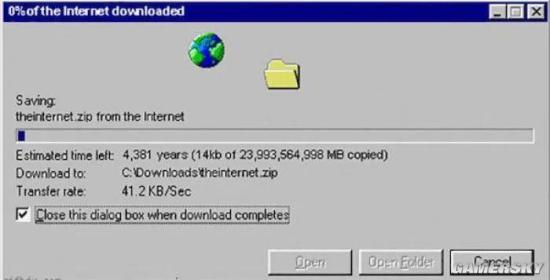 0% of the Internet downloaded
Saving:
theinternet.zip from the Internet
Estimated time left: 4,381 years (14kb of 23,993,564,998 MB copied)
Download to: C:\Downloads\theinternet.zip
Transfer rate: 41.2 KB/Sec
Close this dialog box when download completes
Open Open Folder Cancel
GAMERSKY